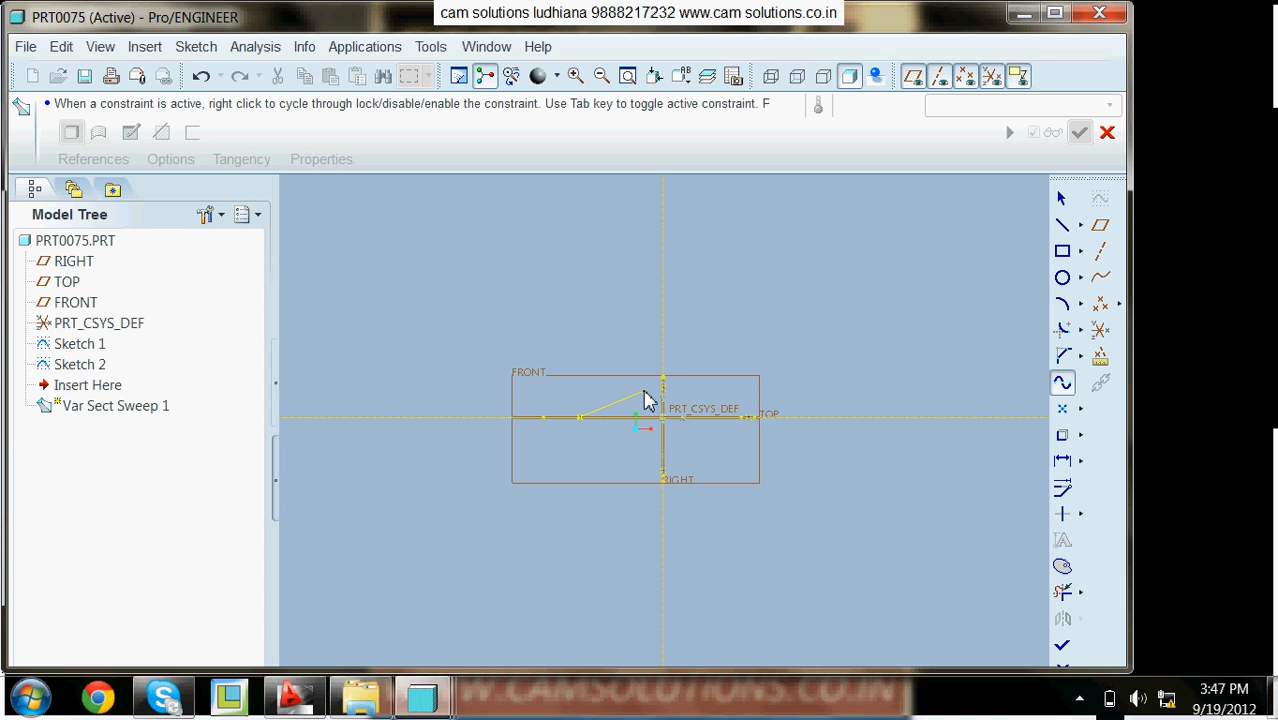 PRT0075 (Active) - Pro/ENGINEER
cam solutions ludhiana 9888217232 www.cam solutions.co.in
File Edit View Insert Sketch Analysis Info Applications Tools Window Help
• When a constraint is active, right click to cycle through lock/disable/enable the constraint. Use Tab key to toggle active constraint. F
References Options Tangency Properties
Model Tree
PRT0075.PRT
RIGHT
TOP
FRONT
PRT_CSYS_DEF
Sketch 1
Sketch 2
Insert Here
Var Sect Sweep 1
FRONT
PRT_CSYS_DEF
TOP
RIGHT
3:47 PM
9/19/2012